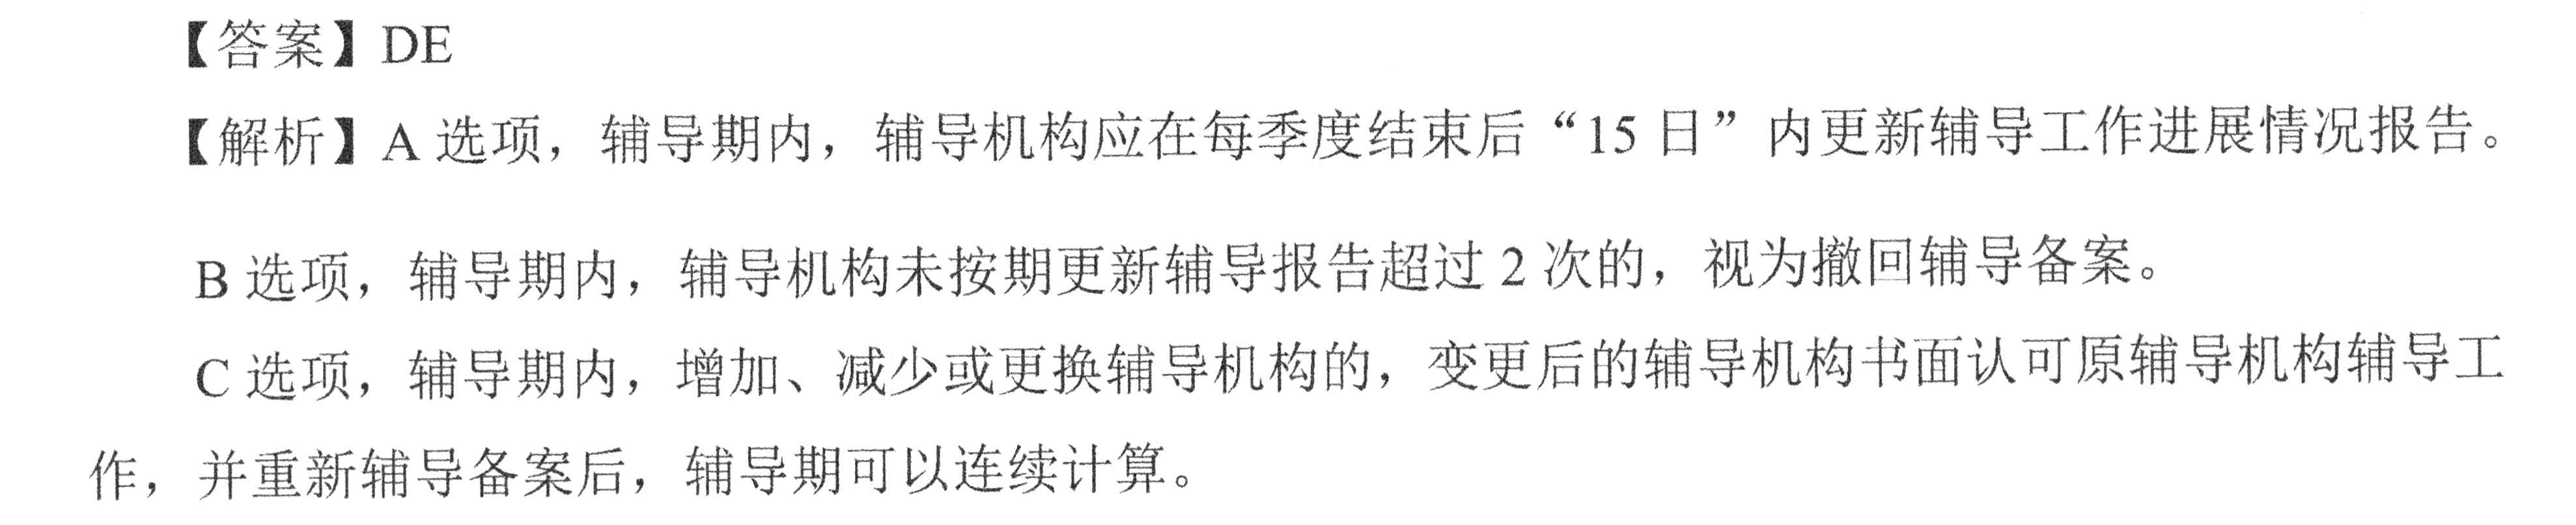 【答案】DE
【解析】A 选项，辅导期内，辅导机构应在每季度结束后“15 日”内更新辅导工作进展情况报告。
B 选项，辅导期内，辅导机构未按期更新辅导报告超过 2 次的，视为撤回辅导备案。
C 选项，辅导期内，增加、减少或更换辅导机构的，变更后的辅导机构书面认可原辅导机构辅导工
作，并重新辅导备案后，辅导期可以连续计算。